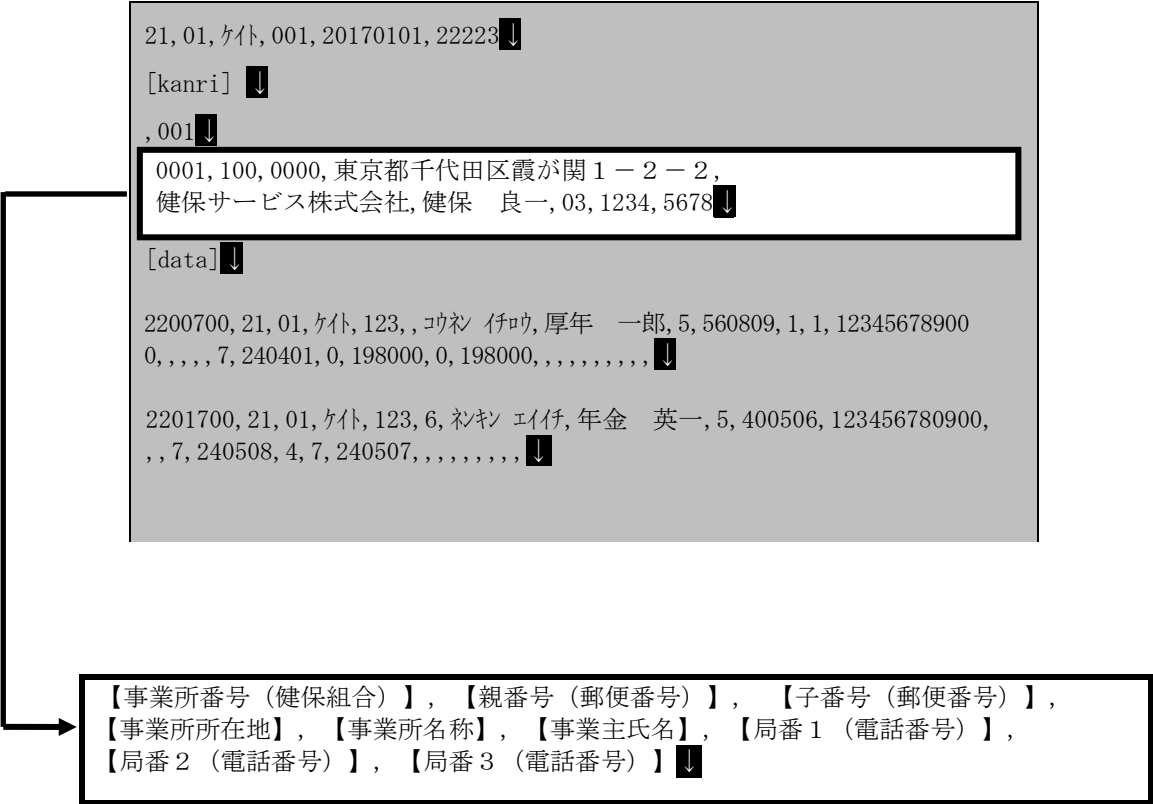 21,01,ｹｲﾄ,001,20170101,22223↓
[kanri] ↓
,001↓
0001,100,0000,東京都千代田区霞が関１－２－２,
健保サービス株式会社,健保　良一,03,1234,5678↓
[data]↓
2200700,21,01,ｹｲﾄ,123,,ｺｳﾈﾝ ｲﾁﾛｳ,厚年　一郎,5,560809,1,1,12345678900
0,,,,,7,240401,0,198000,0,198000,,,,,,,,,,↓
2201700,21,01,ｹｲﾄ,123,6,ﾈﾝｷﾝ ｴｲｲﾁ,年金　英一,5,400506,123456780900,
,,7,240508,4,7,240507,,,,,,,,,↓
【事業所番号（健保組合）】,【親番号（郵便番号）】,【子番号（郵便番号）】,
【事業所所在地】,【事業所名称】,【事業主氏名】,【局番１（電話番号）】,
【局番２（電話番号）】,【局番３（電話番号）】↓